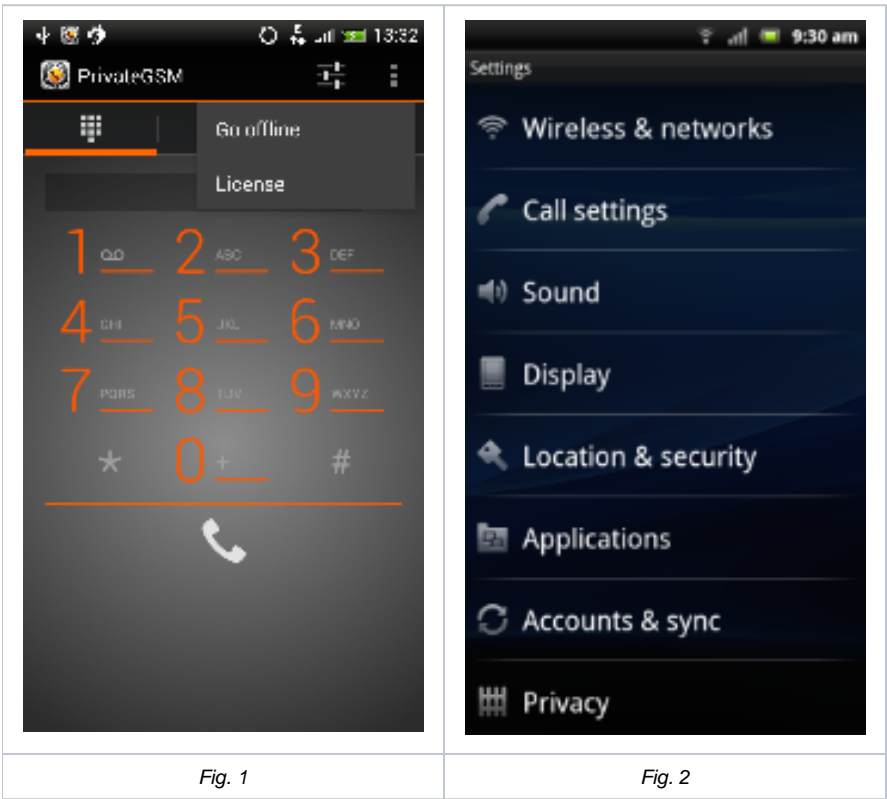 13:32
PrivateGSM
Go offline
License
1 2 ABC 3 DEF
4 GHI 5 JKL 6 MNO
7 PQRS 8 TUV 9 WXYZ
* 0 + #
Fig. 1
9:30 am
Settings
Wireless & networks
Call settings
Sound
Display
Location & security
Applications
Accounts & sync
Privacy
Fig. 2